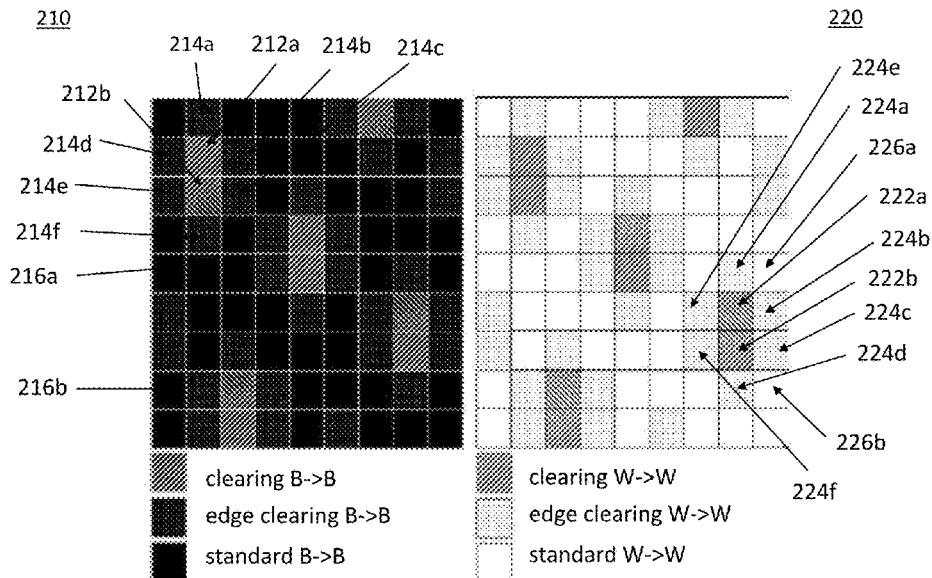 210
220
214a
212a
214b
214c
212b
214d
214e
214f
216a
216b
224e
224a
226a
222a
224b
222b
224c
224d
226b
224f
clearing B->B
edge clearing B->B
standard B->B
clearing W->W
edge clearing W->W
standard W->W